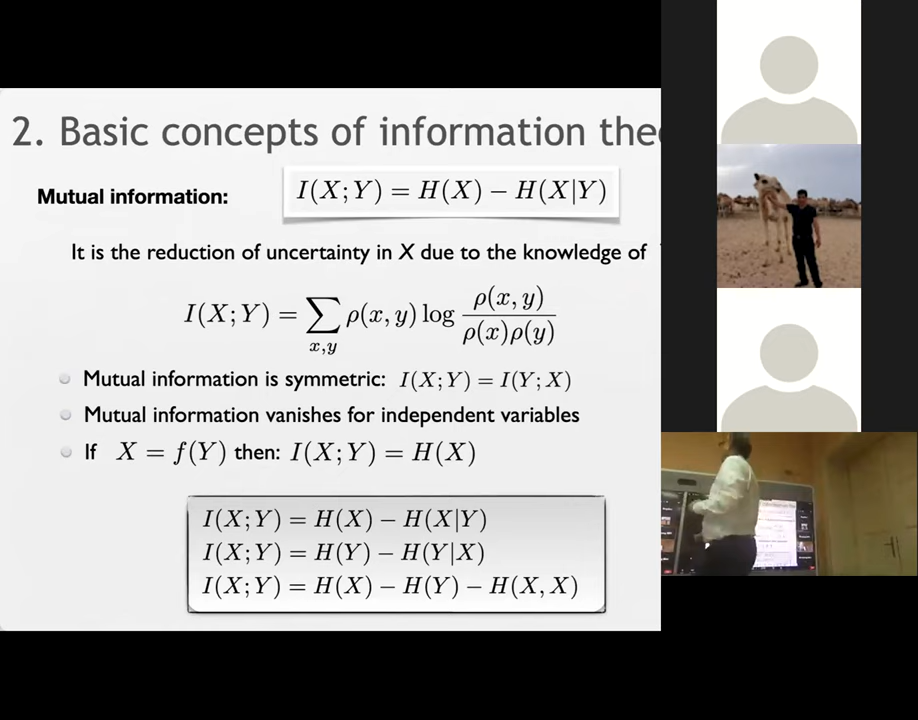 2. Basic concepts of information the
Mutual information: I(X;Y) = H(X) − H(X|Y)
It is the reduction of uncertainty in X due to the knowledge of
I(X;Y) = ∑_{x,y} ρ(x,y) log ρ(x,y) / ρ(x)ρ(y)
Mutual information is symmetric: I(X;Y) = I(Y;X)
Mutual information vanishes for independent variables
If X = f(Y) then: I(X;Y) = H(X)
I(X;Y) = H(X) − H(X|Y)
I(X;Y) = H(Y) − H(Y|X)
I(X;Y) = H(X) − H(Y) − H(X,X)